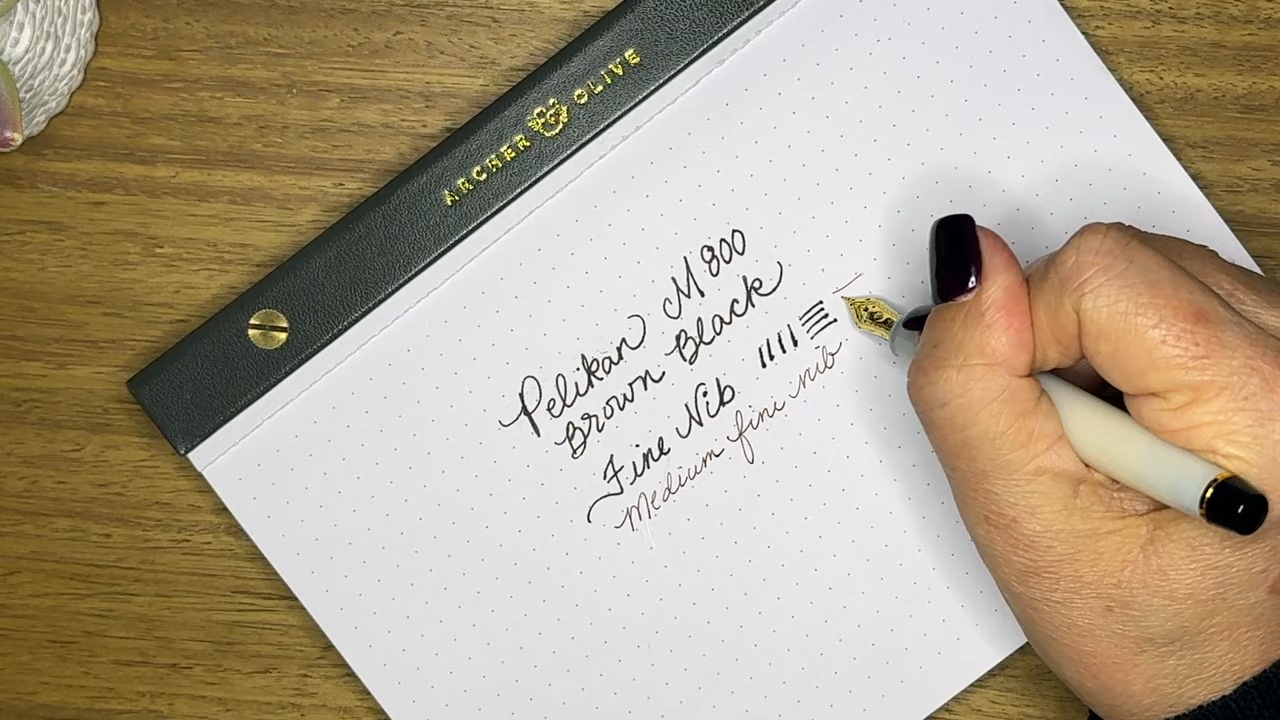 ARCHER & OLIVE
Pelikan M800
Brown Black
Fine Nib
Medium fine nib